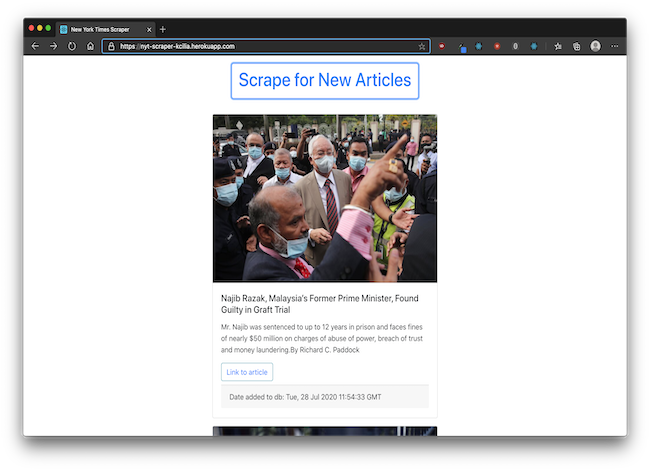 New York Times Scraper
https://nyt-scraper-kcilia.herokuapp.com
Scrape for New Articles
Najib Razak, Malaysia's Former Prime Minister, Found
Guilty in Graft Trial
Mr. Najib was sentenced to up to 12 years in prison and faces fines
of nearly $50 million on charges of abuse of power, breach of trust
and money laundering.By Richard C. Paddock
Link to article
Date added to db: Tue, 28 Jul 2020 11:54:33 GMT